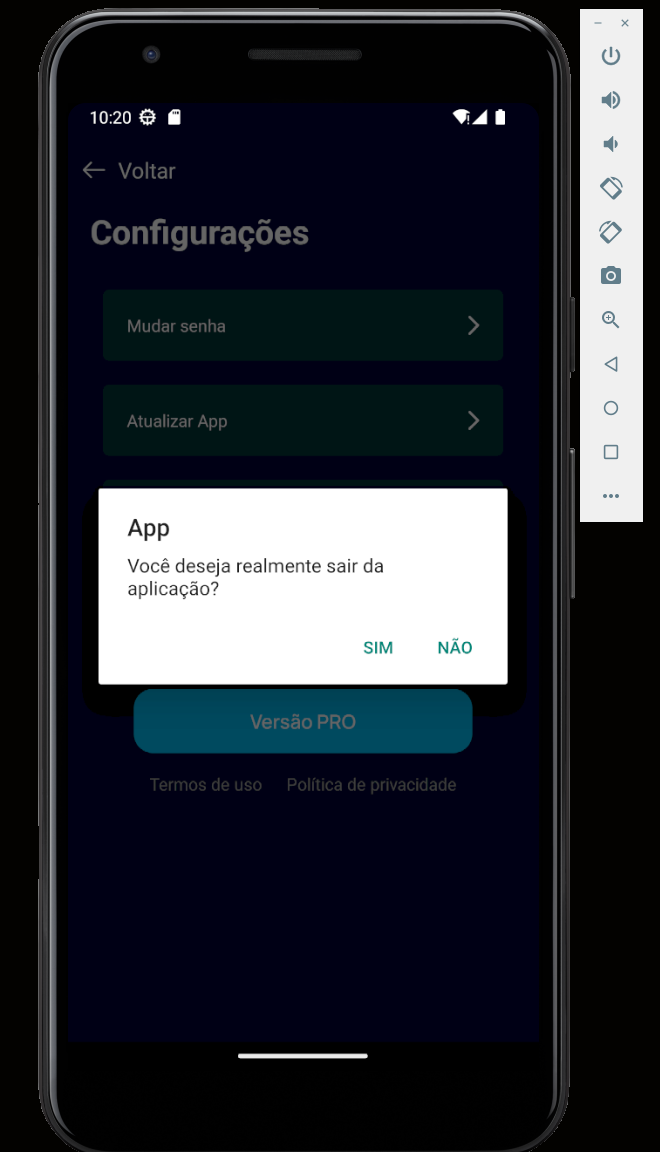 10:20
Voltar
Configurações
Mudar senha
Atualizar App
App
Você deseja realmente sair da
aplicação?
SIM NÃO
Versão PRO
Termos de uso Política de privacidade